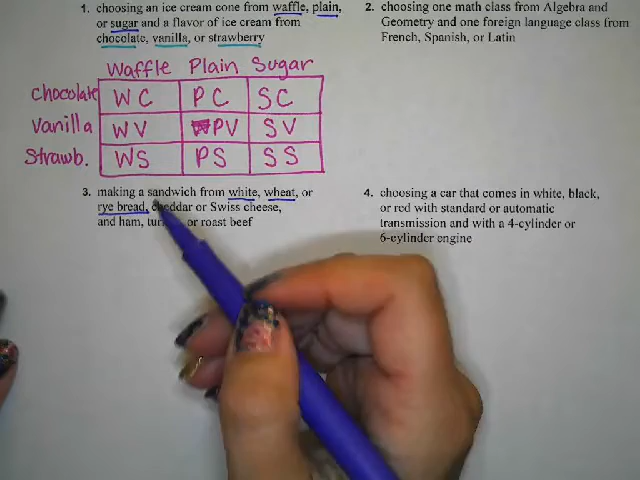 1. choosing an ice cream cone from waffle, plain,
or sugar and a flavor of ice cream from
chocolate, vanilla, or strawberry
2. choosing one math class from Algebra and
Geometry and one foreign language class from
French, Spanish, or Latin
Waffle Plain Sugar
chocolate WC PC SC
Vanilla WV PV SV
Strawb. WS PS SS
3. making a sandwich from white, wheat, or
rye bread, cheddar or Swiss cheese,
and ham, or roast beef
4. choosing a car that comes in white, black,
or red with standard or automatic
transmission and with a 4-cylinder or
6-cylinder engine